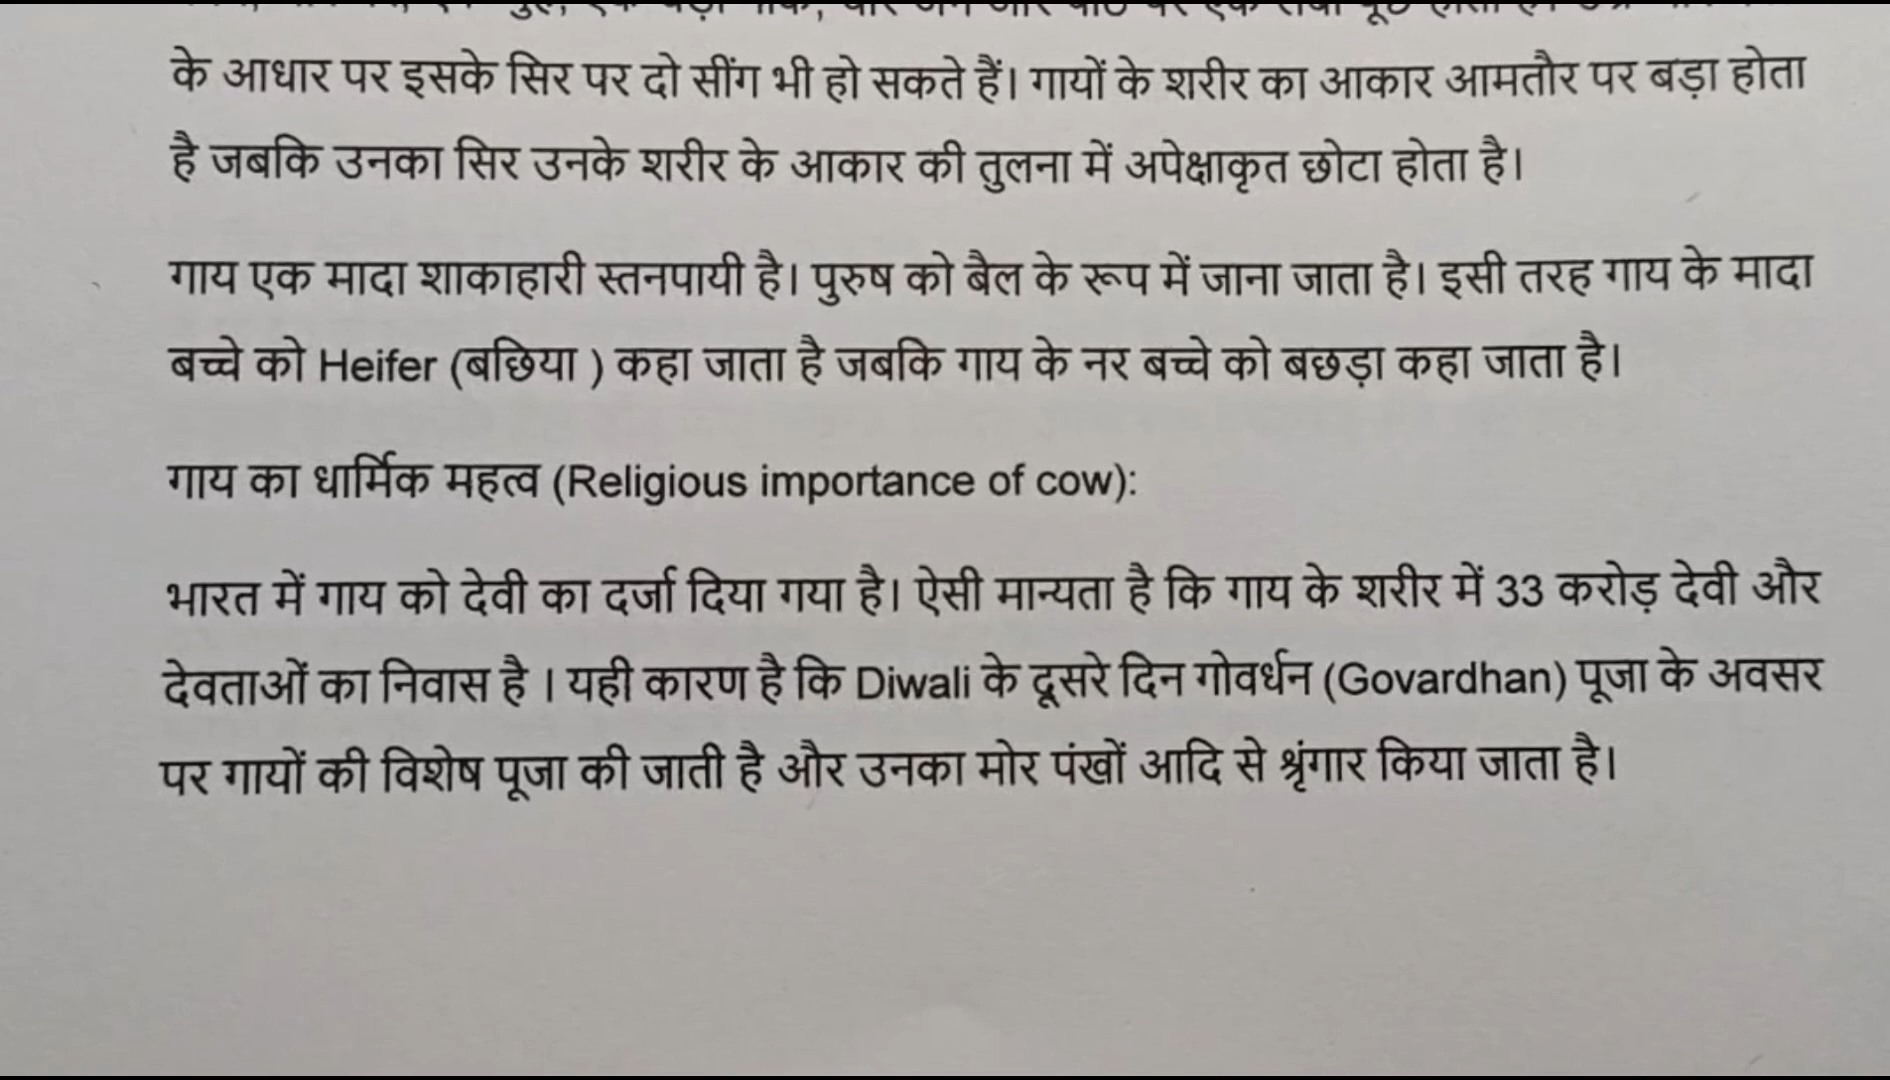 के आधार पर इसके सिर पर दो सींग भी हो सकते हैं। गायों के शरीर का आकार आमतौर पर बड़ा होता
है जबकि उनका सिर उनके शरीर के आकार की तुलना में अपेक्षाकृत छोटा होता है।
गाय एक मादा शाकाहारी स्तनपायी है। पुरुष को बैल के रूप में जाना जाता है। इसी तरह गाय के मादा
बच्चे को Heifer (बछिया ) कहा जाता है जबकि गाय के नर बच्चे को बछड़ा कहा जाता है।
गाय का धार्मिक महत्व (Religious importance of cow):
भारत में गाय को देवी का दर्जा दिया गया है। ऐसी मान्यता है कि गाय के शरीर में 33 करोड़ देवी और
देवताओं का निवास है । यही कारण है कि Diwali के दूसरे दिन गोवर्धन (Govardhan) पूजा के अवसर
पर गायों की विशेष पूजा की जाती है और उनका मोर पंखों आदि से श्रृंगार किया जाता है।